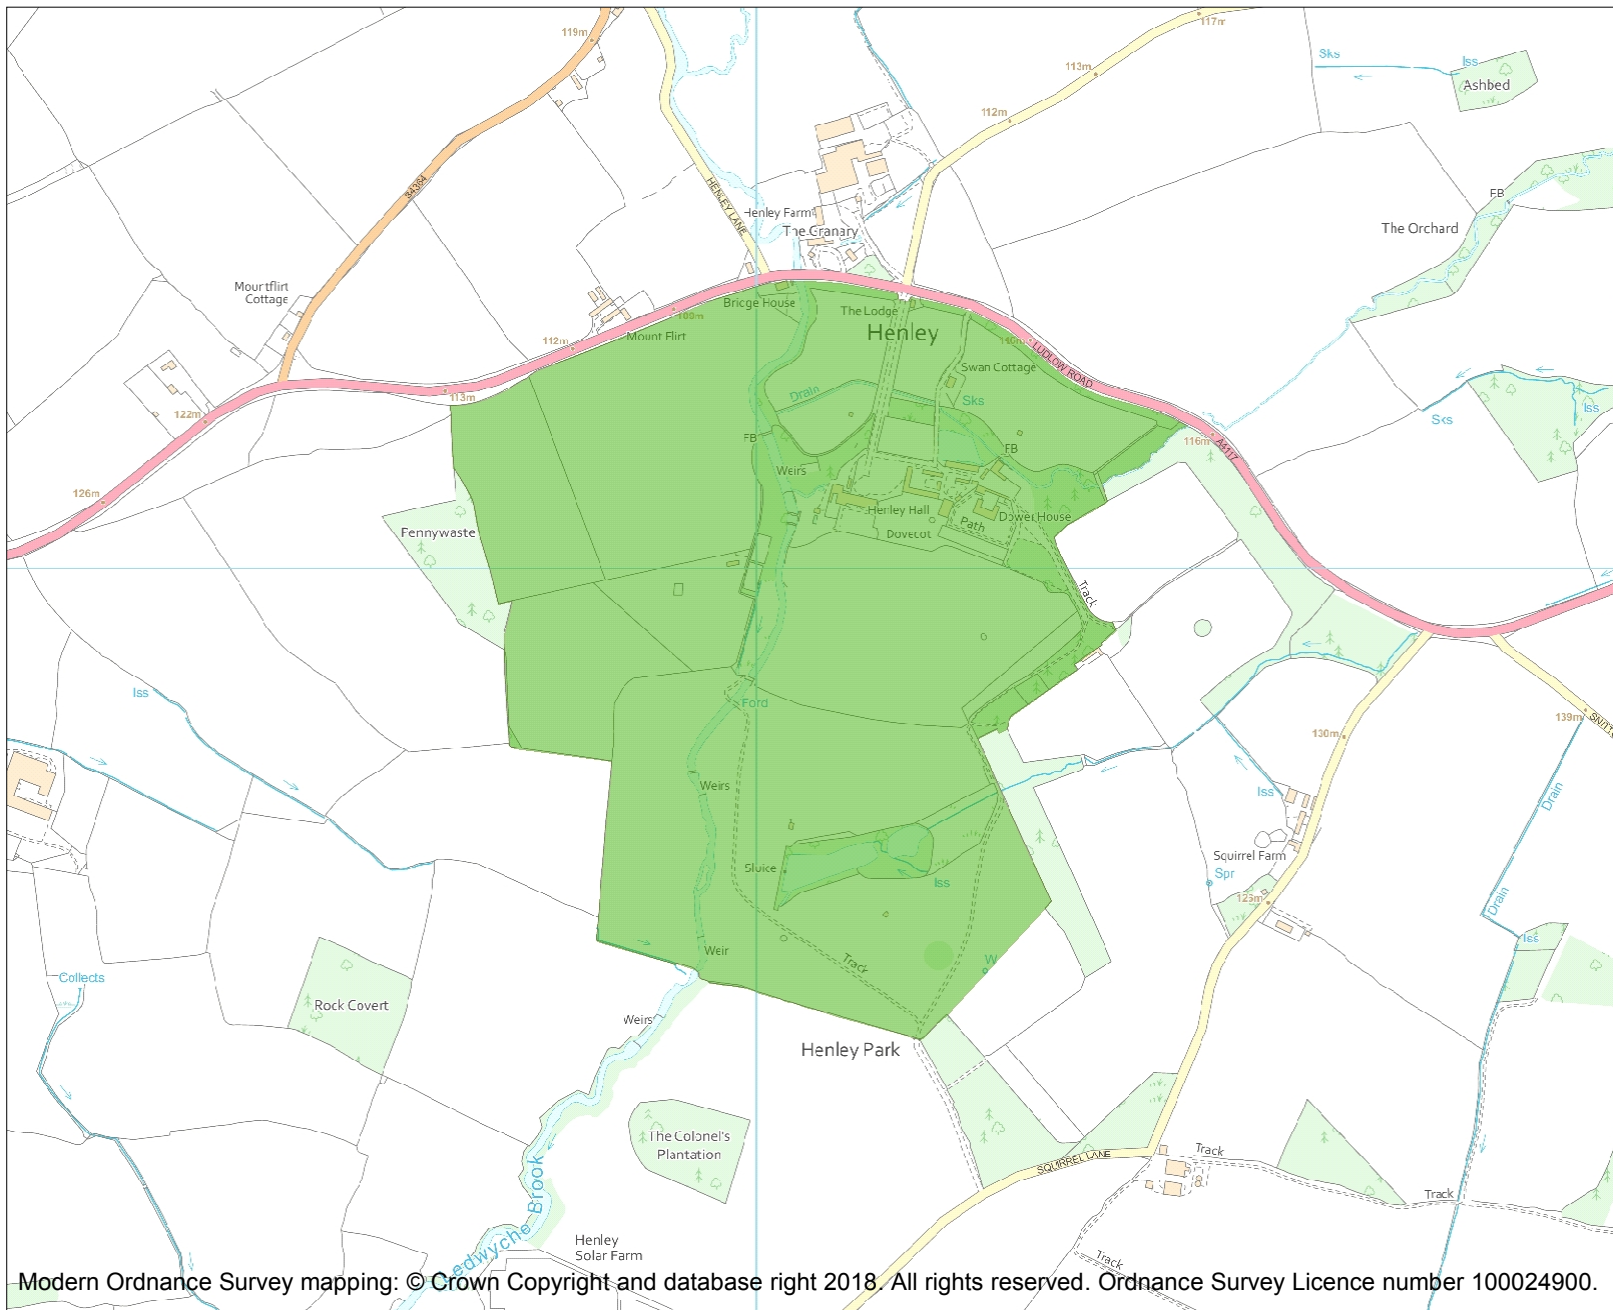 119m
117m
113m
112m
Sks
Iss
Ashbed
B4364
HENLEY LANE
FB
Henley Farm
The Granary
The Orchard
Mountflirt
Cottage
Bridge House
109m
The Lodge
Henley
112m
Mount Flirt
LUDLOW ROAD
Swan Cottage
113m
Drain
Sks
Iss
Sks
122m
FB
FB
116m
A4117
Weirs
126m
Henley Hall
Dower House
Path
Fennywaste
Dovecot
Track
Iss
Ford
139m
SNITT
130m
Weirs
Iss
Drain
Squirrel Farm
Sluice
Spr
Iss
125m
Drain
Iss
Weir
Track
W
Collects
Rock Covert
Weirs
Henley Park
The Colonel's
Plantation
SQUIRREL LANE
Track
Track
Ledwyche Brook
Henley
Solar Farm
Track
Modern Ordnance Survey mapping: © Crown Copyright and database right 2018. All rights reserved. Ordnance Survey Licence number 100024900.